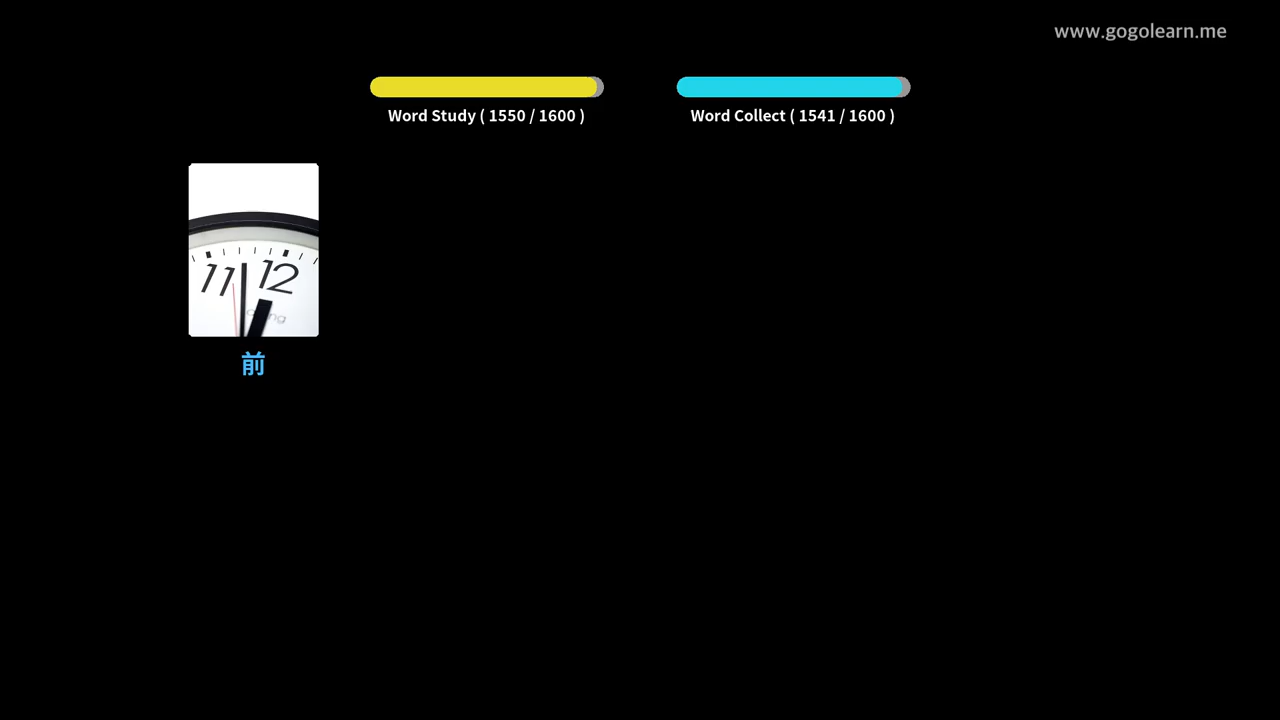 www.gogolearn.me
Word Study ( 1550 / 1600 )
Word Collect ( 1541 / 1600 )
11 12
前